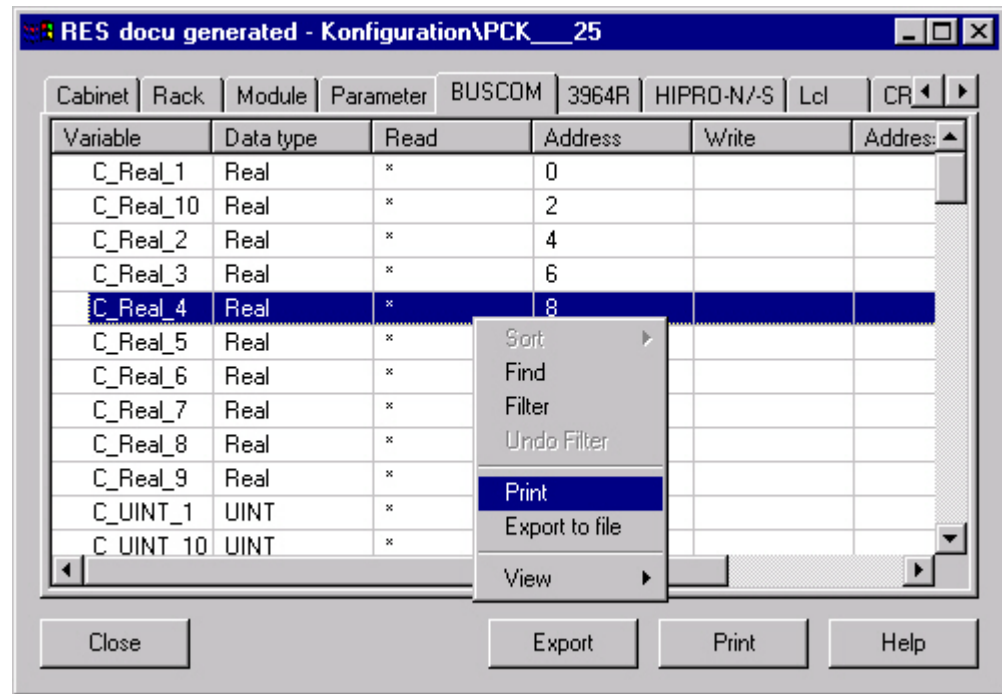 RES docu generated - Konfiguration\PCK___25
Cabinet Rack Module Parameter BUSCOM 3964R HIPRO-N/-S Lcl CR
Variable Data type Read Address Write Addres
C_Real_1 Real * 0
C_Real_10 Real * 2
C_Real_2 Real * 4
C_Real_3 Real * 6
C_Real_4 Real * 8
C_Real_5 Real *
C_Real_6 Real *
C_Real_7 Real *
C_Real_8 Real *
C_Real_9 Real *
C_UINT_1 UINT *
C_UINT_10 UINT *
Sort
Find
Filter
Undo Filter
Print
Export to file
View
Close Export Print Help